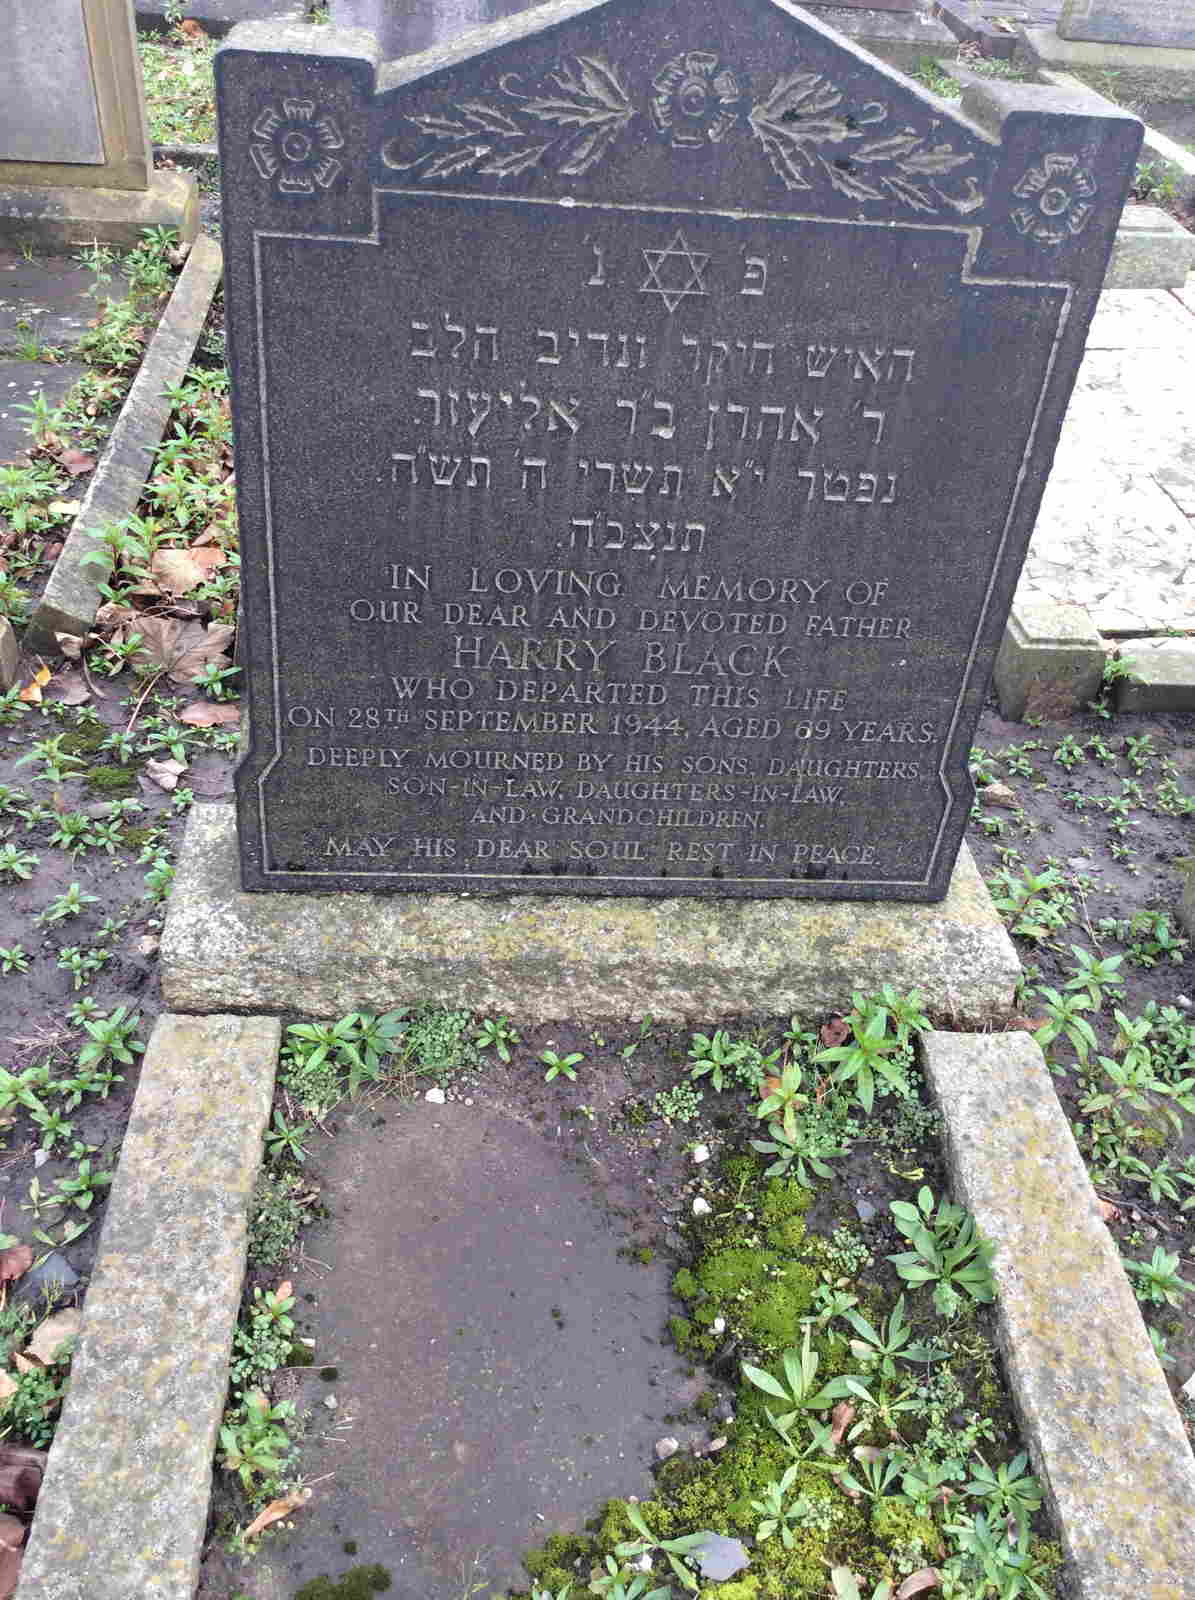 פ' נ'
האיש היקר ונדיב הלב
ר' אהרן ב"ר אליעזר.
נפטר י"א תשרי ה' תש"ה.
תנצב"ה.
IN LOVING MEMORY OF
OUR DEAR AND DEVOTED FATHER
HARRY BLACK
WHO DEPARTED THIS LIFE
ON 28TH SEPTEMBER 1944, AGED 69 YEARS.
DEEPLY MOURNED BY HIS SONS, DAUGHTERS,
SON-IN-LAW, DAUGHTERS-IN-LAW,
AND GRANDCHILDREN.
MAY HIS DEAR SOUL REST IN PEACE.